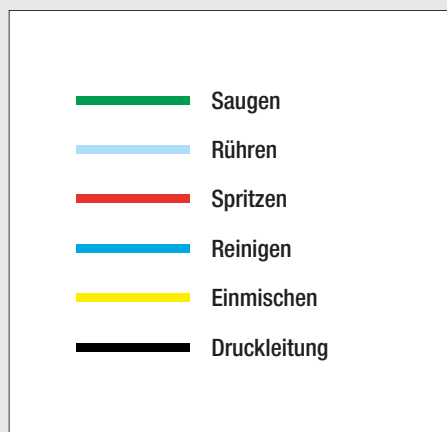 Saugen
Rühren
Spritzen
Reinigen
Einmischen
Druckleitung